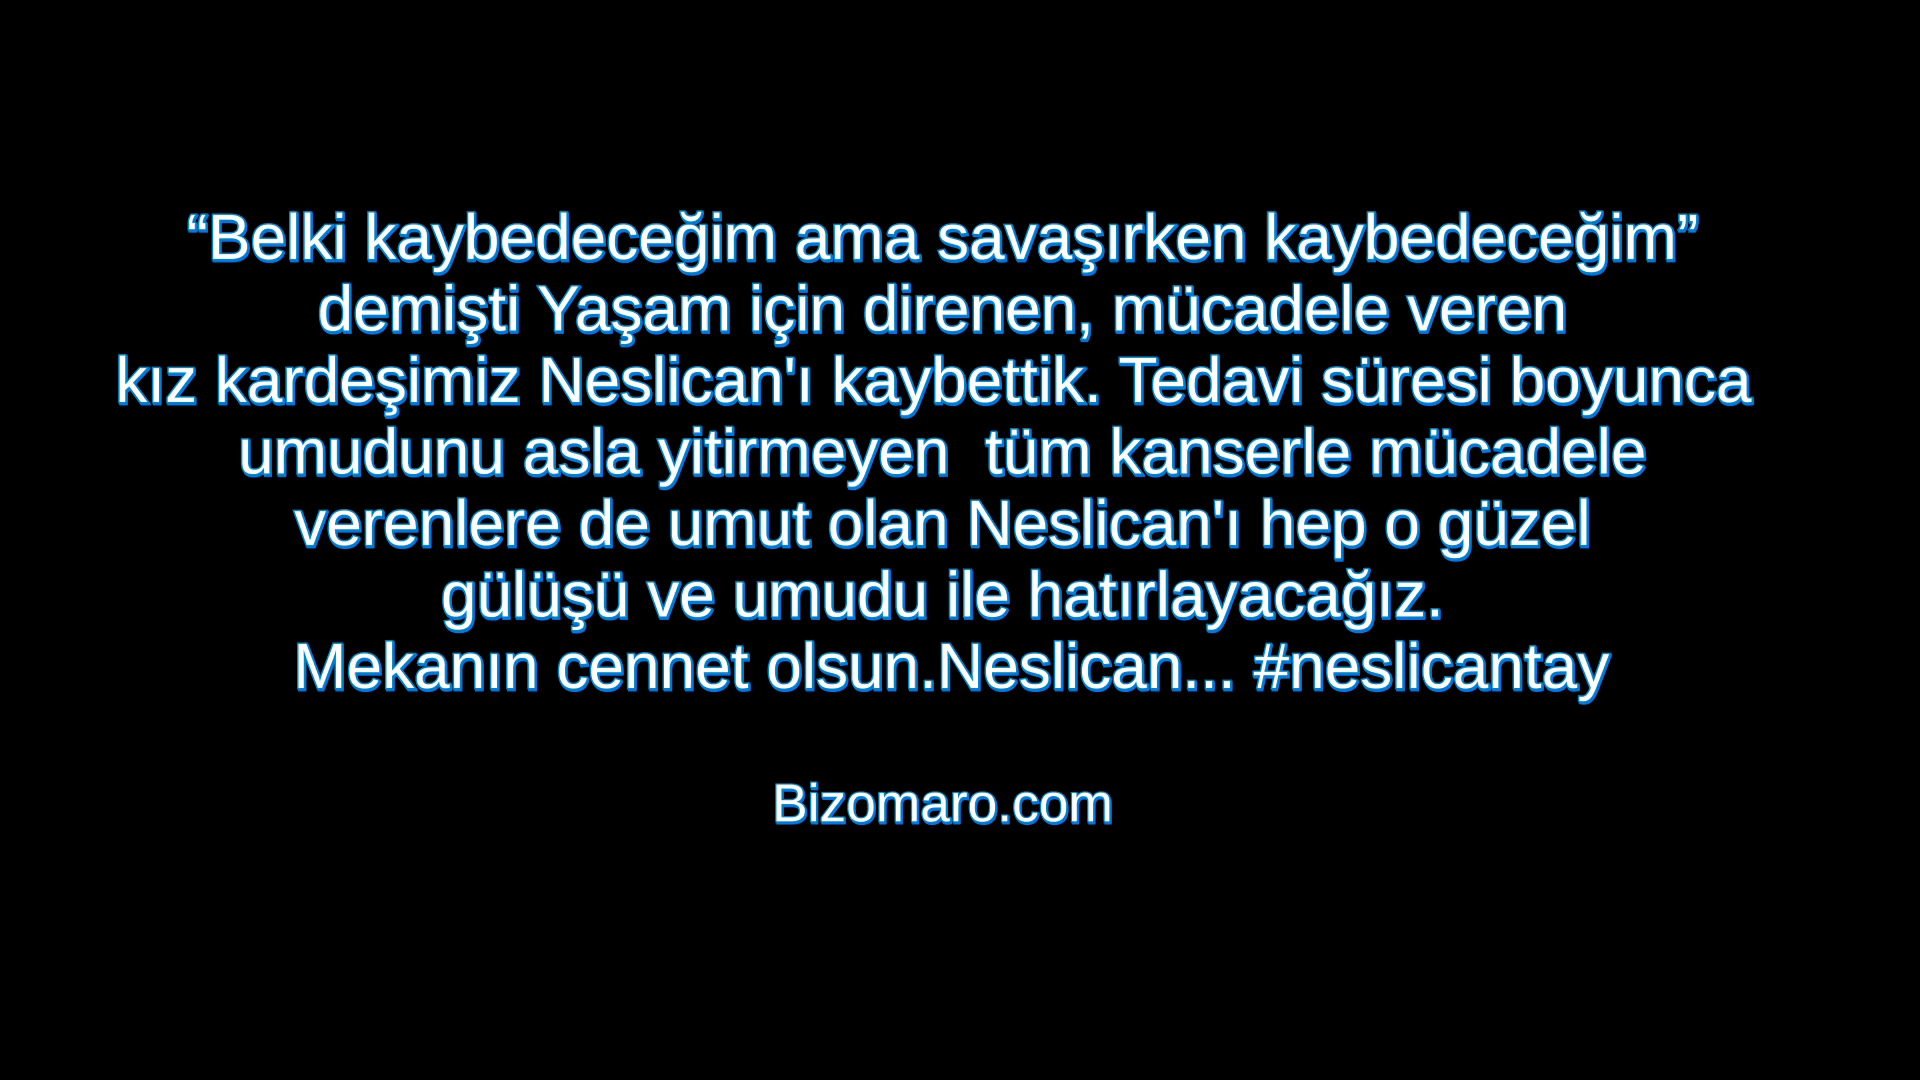 “Belki kaybedeceğim ama savaşırken kaybedeceğim”
demişti Yaşam için direnen, mücadele veren
kız kardeşimiz Neslican'ı kaybettik. Tedavi süresi boyunca
umudunu asla yitirmeyen  tüm kanserle mücadele
verenlere de umut olan Neslican'ı hep o güzel
gülüşü ve umudu ile hatırlayacağız.
Mekanın cennet olsun.Neslican... #neslicantay
Bizomaro.com